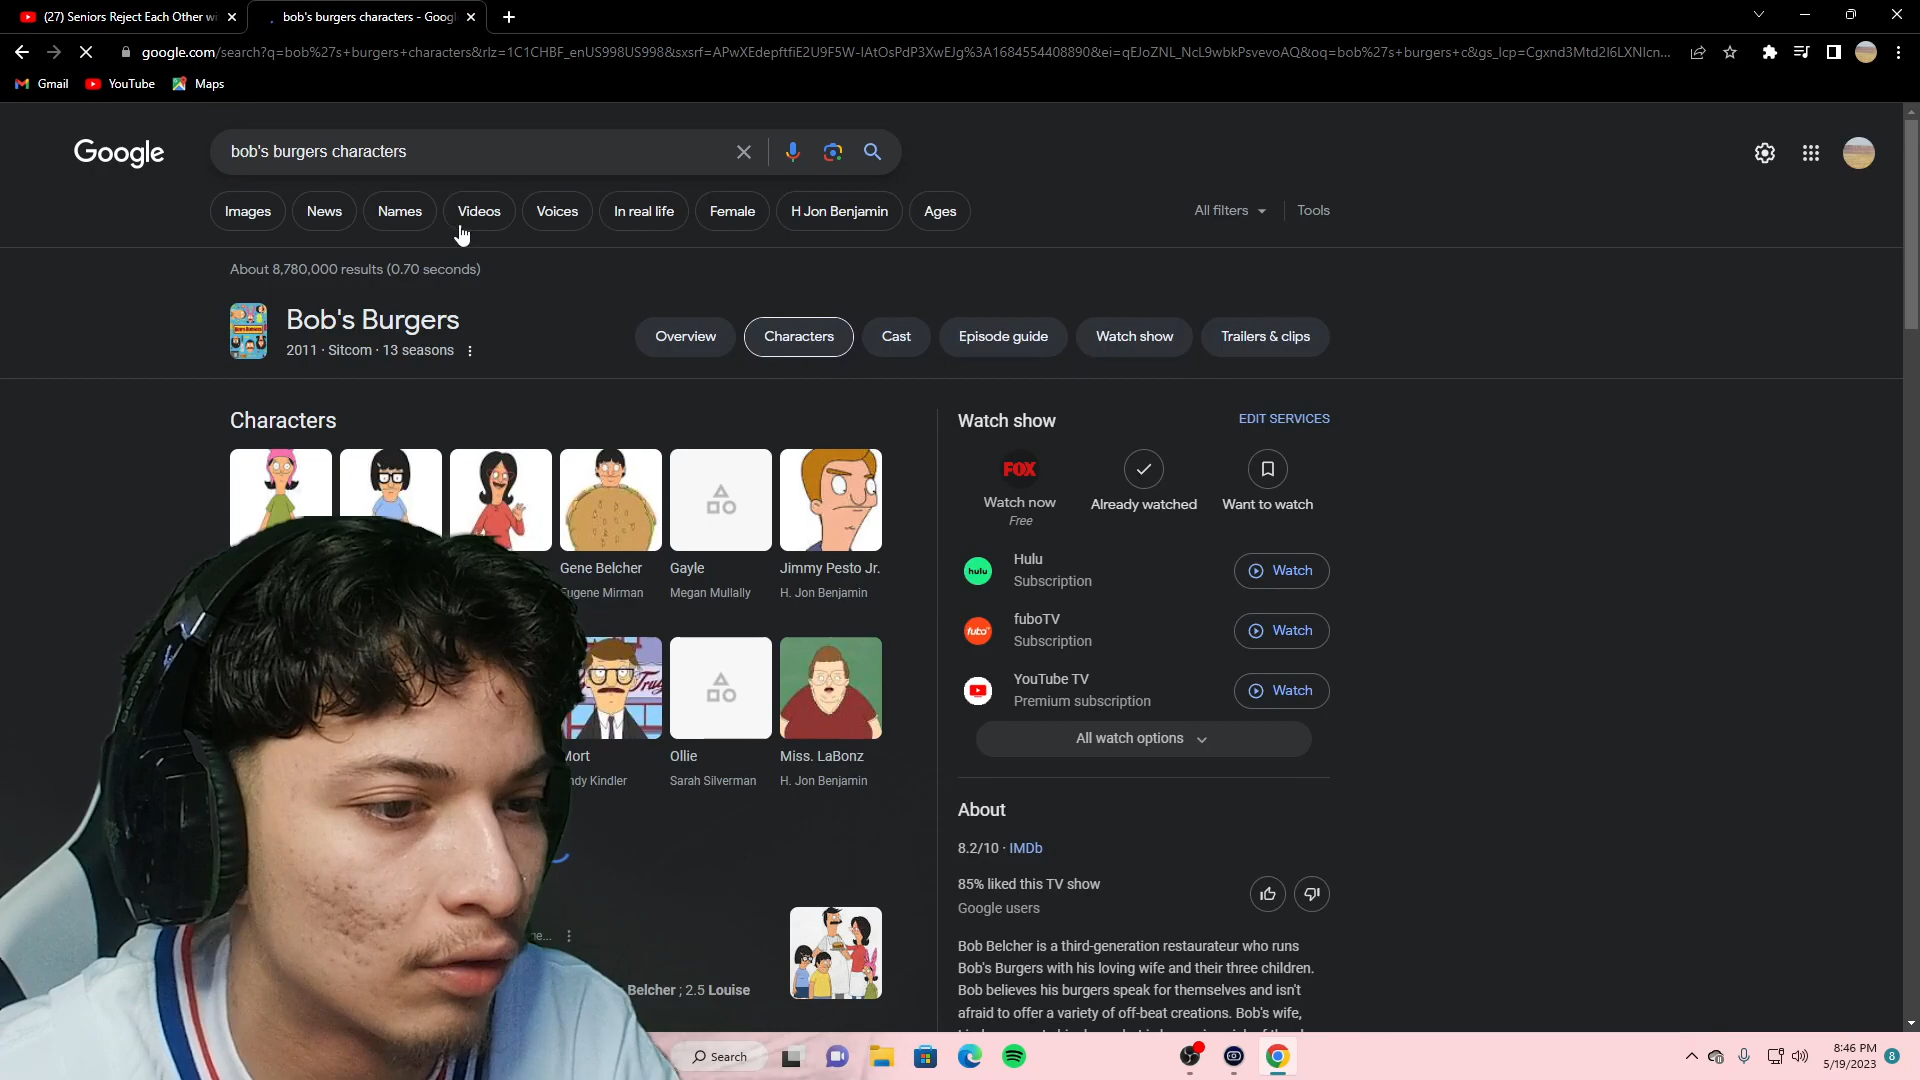 (27) Seniors Reject Each Other w
bob's burgers characters - Goog
google.com/search?q=bob%27s+burgers+characters&rlz=1C1CHBF_enUS998US998&sxsrf=APwXEdepftfiE2U9F5W-IAtOsPdP3XwEJg%3A1684554408890&ei=qEJoZNL_NcL9wbkPsvevoAQ&oq=bob%27s+burgers+c&gs_lcp=Cgxnd3Mtd2l6LXNlcn...
Gmail YouTube Maps
Google
bob's burgers characters
Images News Names Videos Voices In real life Female H Jon Benjamin Ages
All filters Tools
About 8,780,000 results (0.70 seconds)
Bob's Burgers
2011 · Sitcom · 13 seasons
Overview Characters Cast Episode guide Watch show Trailers & clips
Characters
Gene Belcher
Eugene Mirman
Gayle
Megan Mullally
Jimmy Pesto Jr.
H. Jon Benjamin
Mort
ndy Kindler
Ollie
Sarah Silverman
Miss. LaBonz
H. Jon Benjamin
Belcher ; 2.5 Louise
Watch show
EDIT SERVICES
FOX
Watch now
Free
Already watched
Want to watch
hulu
Hulu
Subscription
Watch
fubo
fuboTV
Subscription
Watch
YouTube TV
Premium subscription
Watch
All watch options
About
8.2/10 · IMDb
85% liked this TV show
Google users
Bob Belcher is a third-generation restaurateur who runs
Bob's Burgers with his loving wife and their three children.
Bob believes his burgers speak for themselves and isn't
afraid to offer a variety of off-beat creations. Bob's wife,
Search
8:46 PM
5/19/2023
8